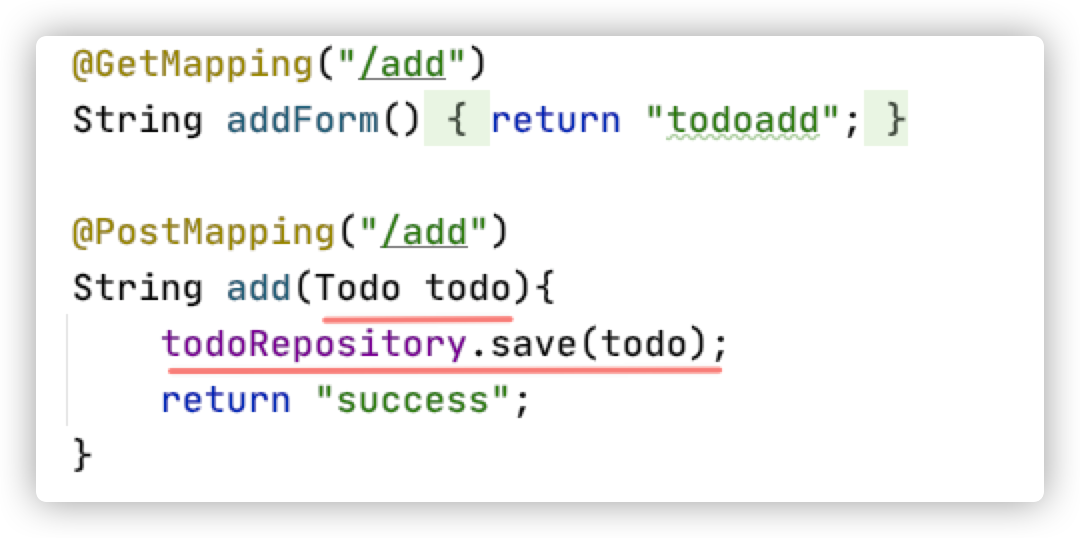 @GetMapping("/add")
String addForm() { return "todoadd"; }
@PostMapping("/add")
String add(Todo todo){
todoRepository.save(todo);
return "success";
}